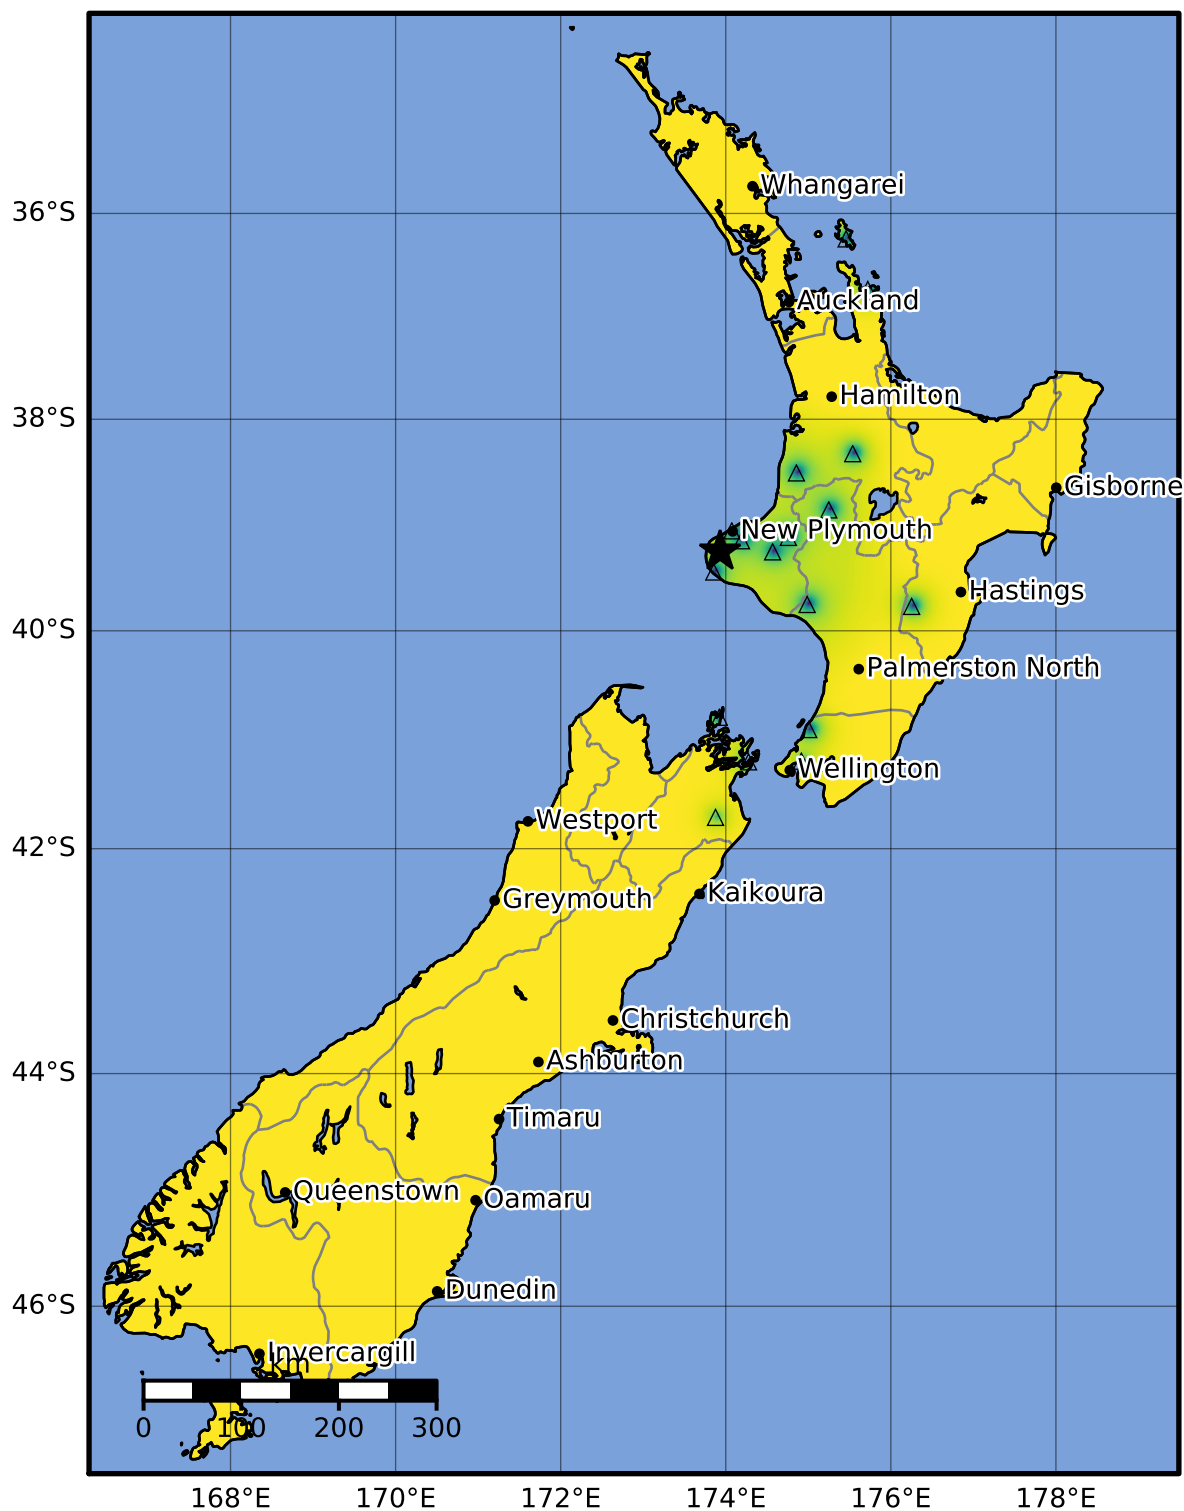 Whangarei
36°S
Auckland
Hamilton
38°S
Gisborne
New Plymouth
Hastings
40°S
Palmerston North
Wellington
Westport
42°S
Kaikoura
Greymouth
Christchurch
Ashburton
44°S
Timaru
Queenstown
Oamaru
Dunedin
46°S
Invercargill
km
0 100 200 300
168°E 170°E 172°E 174°E 176°E 178°E